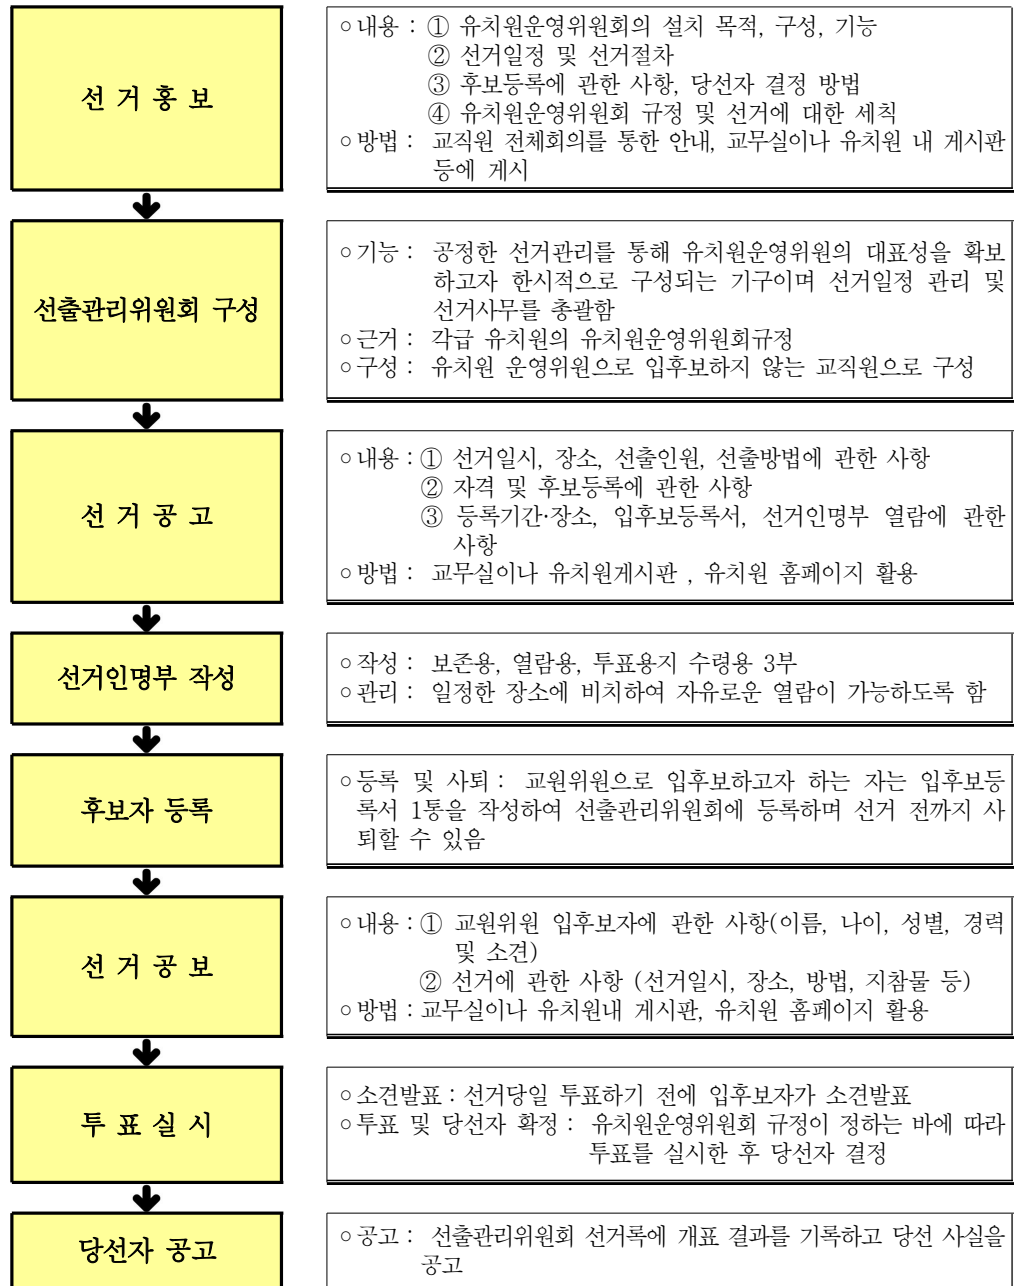 선 거 홍 보
○내용 : ① 유치원운영위원회의 설치 목적, 구성, 기능
② 선거일정 및 선거절차
③ 후보등록에 관한 사항, 당선자 결정 방법
④ 유치원운영위원회 규정 및 선거에 대한 세칙
○방법 : 교직원 전체회의를 통한 안내, 교무실이나 유치원 내 게시판
등에 게시
선출관리위원회 구성
○기능 : 공정한 선거관리를 통해 유치원운영위원의 대표성을 확보
하고자 한시적으로 구성되는 기구이며 선거일정 관리 및
선거사무를 총괄함
○근거 : 각급 유치원의 유치원운영위원회규정
○구성 : 유치원 운영위원으로 입후보하지 않는 교직원으로 구성
선 거 공 고
○내용 : ① 선거일시, 장소, 선출인원, 선출방법에 관한 사항
② 자격 및 후보등록에 관한 사항
③ 등록기간·장소, 입후보등록서, 선거인명부 열람에 관한
사항
○방법 : 교무실이나 유치원게시판 , 유치원 홈페이지 활용
선거인명부 작성
○작성 : 보존용, 열람용, 투표용지 수령용 3부
○관리 : 일정한 장소에 비치하여 자유로운 열람이 가능하도록 함
후보자 등록
○등록 및 사퇴 : 교원위원으로 입후보하고자 하는 자는 입후보등
록서 1통을 작성하여 선출관리위원회에 등록하며 선거 전까지 사
퇴할 수 있음
선 거 공 보
○내용 : ① 교원위원 입후보자에 관한 사항(이름, 나이, 성별, 경력
및 소견)
② 선거에 관한 사항 (선거일시, 장소, 방법, 지참물 등)
○방법 : 교무실이나 유치원내 게시판, 유치원 홈페이지 활용
투 표 실 시
○소견발표 : 선거당일 투표하기 전에 입후보자가 소견발표
○투표 및 당선자 확정 : 유치원운영위원회 규정이 정하는 바에 따라
투표를 실시한 후 당선자 결정
당선자 공고
○공고 : 선출관리위원회 선거록에 개표 결과를 기록하고 당선 사실을
공고